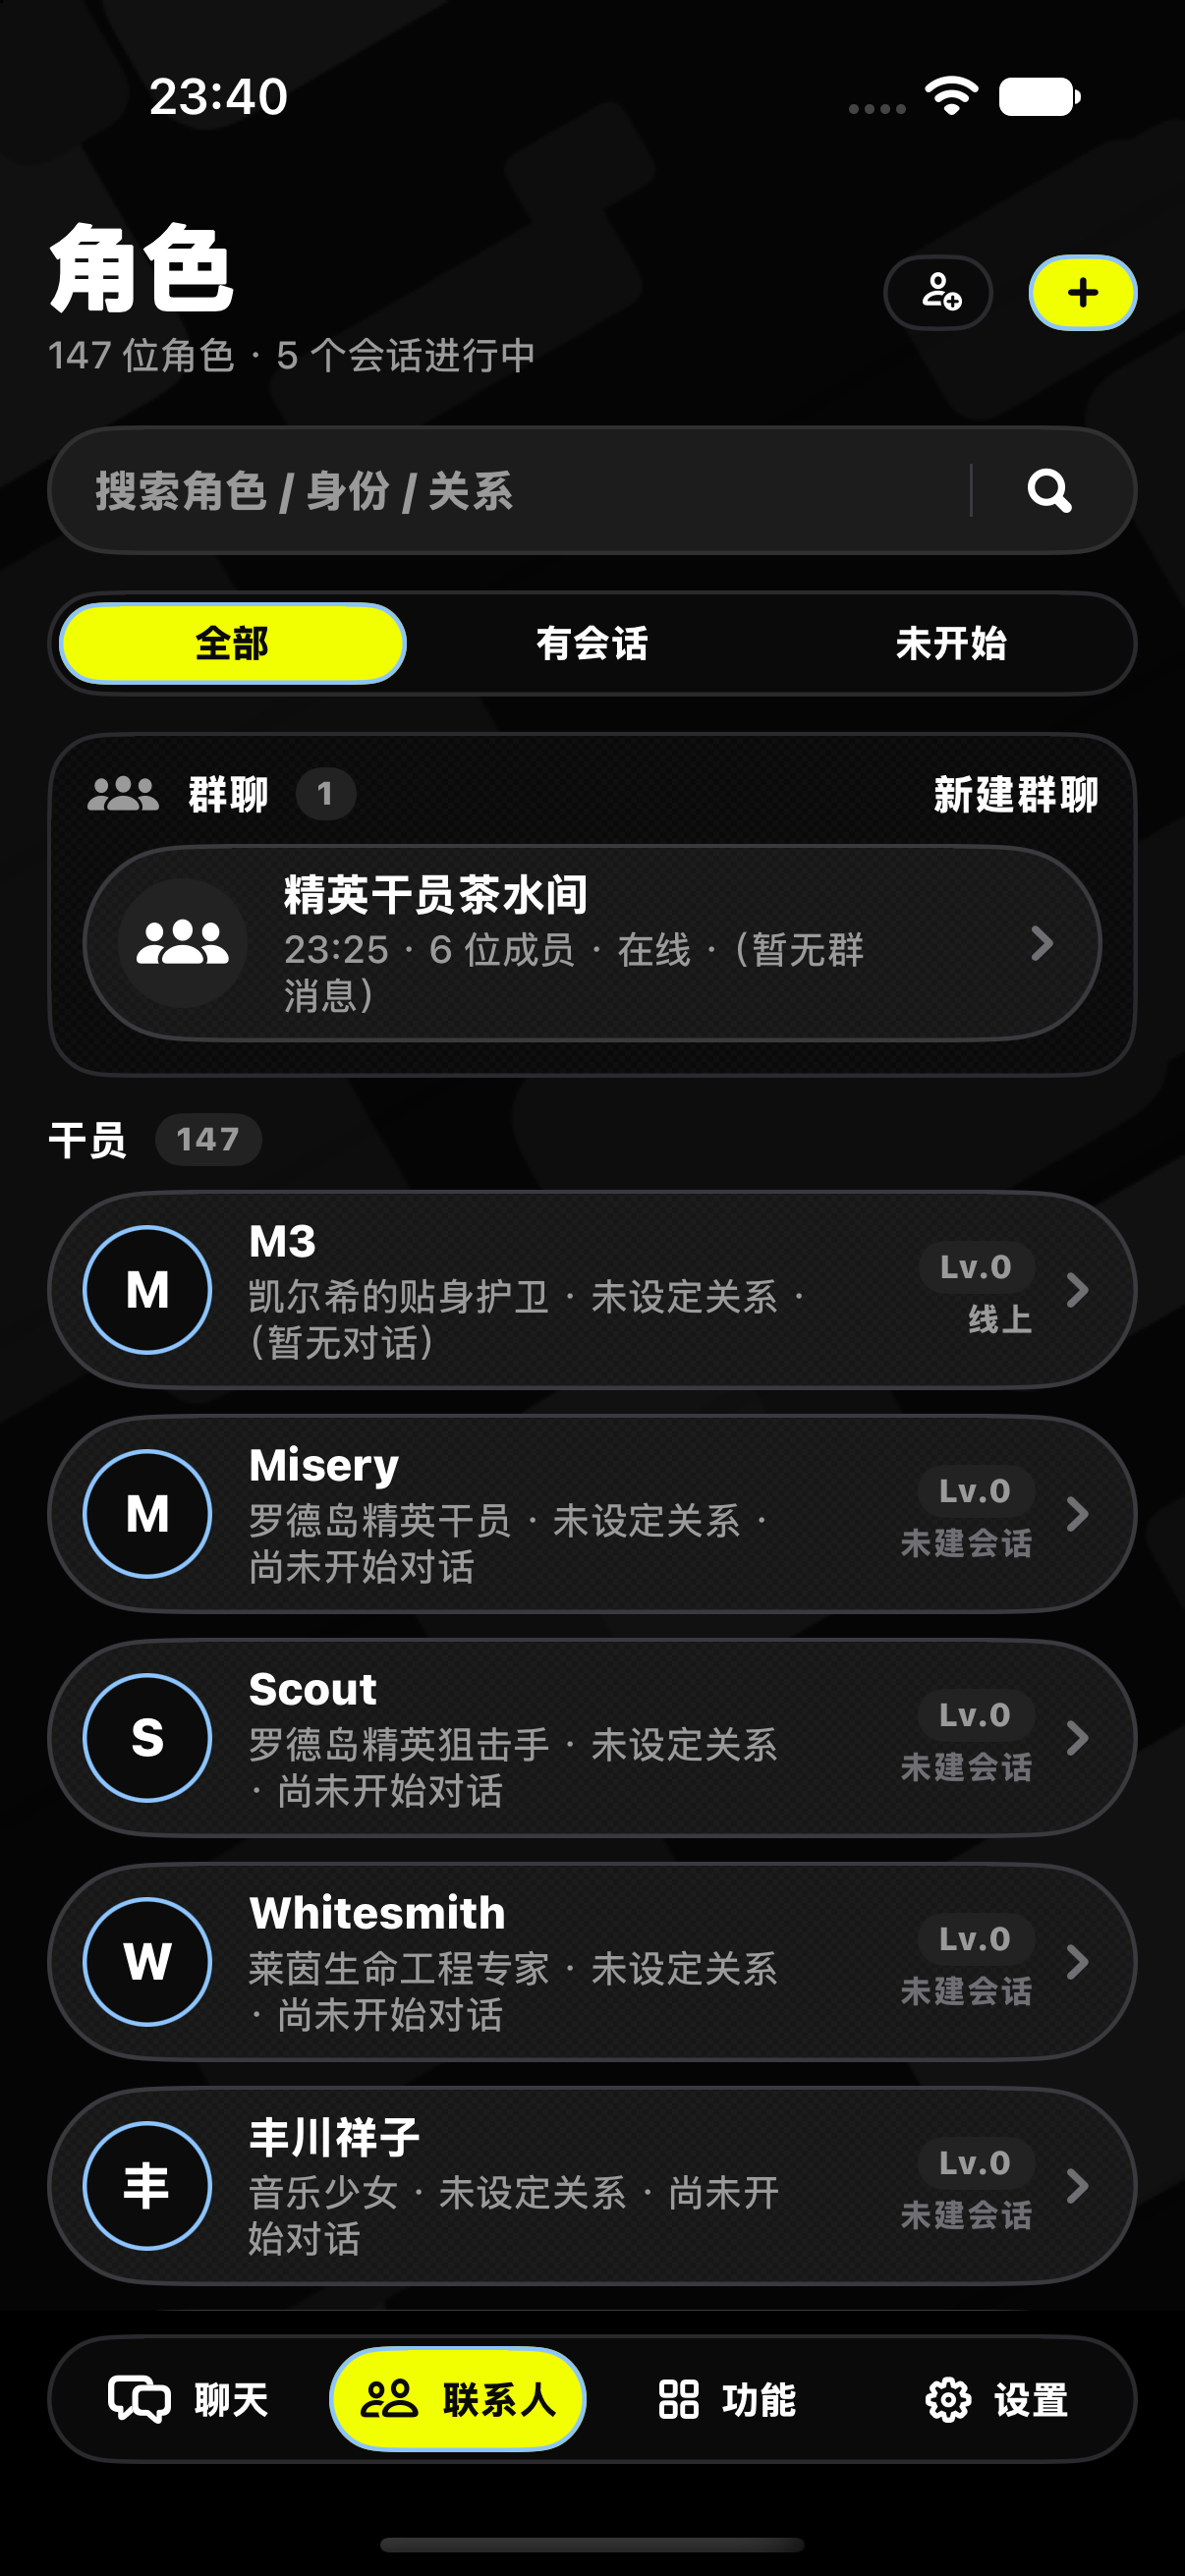 23:40
角色
147 位角色 · 5 个会话进行中
搜索角色 / 身份 / 关系
全部
有会话
未开始
群聊 1
新建群聊
精英干员茶水间
23:25 · 6 位成员 · 在线 · (暂无群
消息)
干员 147
M
M3
凯尔希的贴身护卫 · 未设定关系 ·
(暂无对话)
Lv.0
线上
M
Misery
罗德岛精英干员 · 未设定关系 ·
尚未开始对话
Lv.0
未建会话
S
Scout
罗德岛精英狙击手 · 未设定关系
· 尚未开始对话
Lv.0
未建会话
W
Whitesmith
莱茵生命工程专家 · 未设定关系
· 尚未开始对话
Lv.0
未建会话
丰
丰川祥子
音乐少女 · 未设定关系 · 尚未开
始对话
Lv.0
未建会话
聊天
联系人
功能
设置